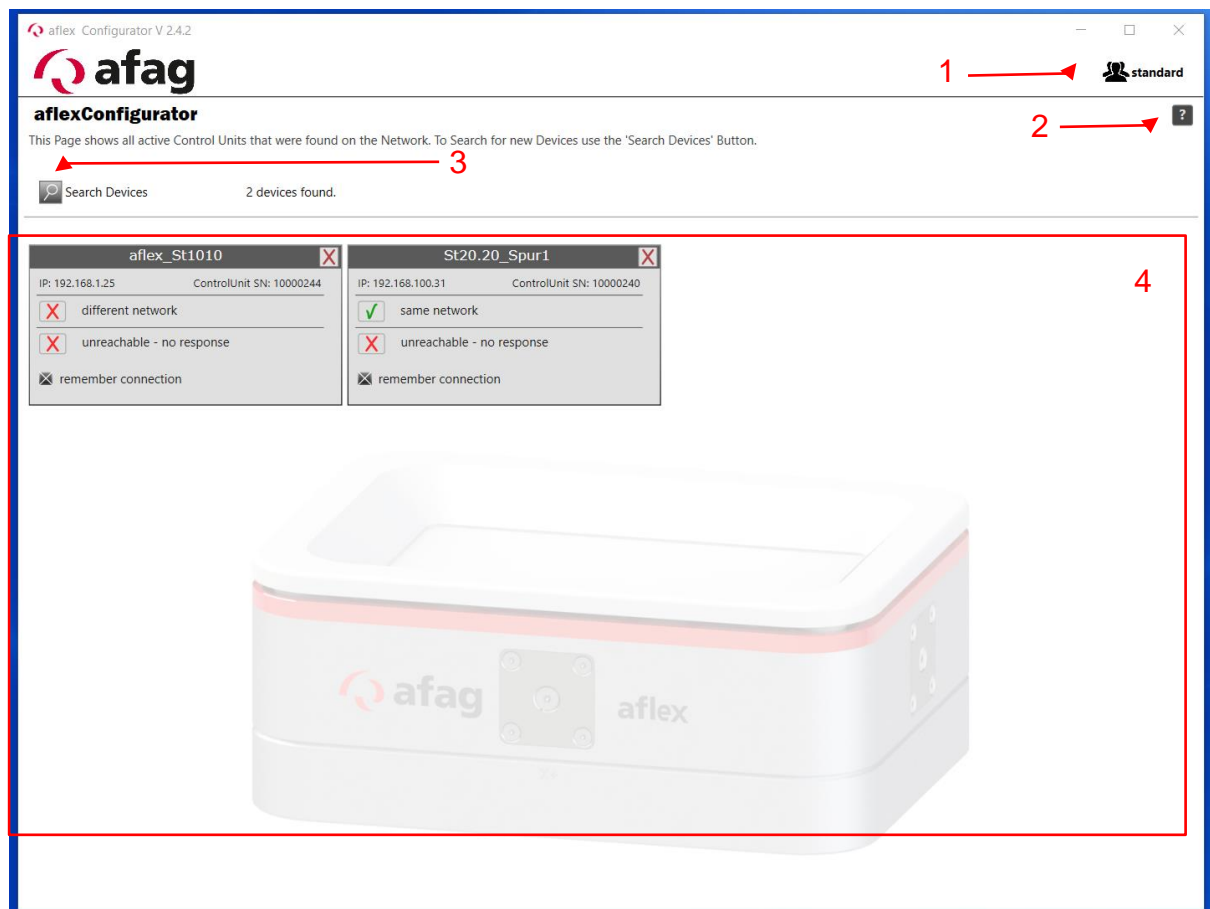 aflex Configurator V 2.4.2
afag
1
standard
aflexConfigurator
?
2
This Page shows all active Control Units that were found on the Network. To Search for new Devices use the 'Search Devices' Button.
3
Search Devices 2 devices found.
aflex_St1010 X
IP: 192.168.1.25 ControlUnit SN: 10000244
X different network
X unreachable - no response
remember connection
St20.20_Spur1 X
IP: 192.168.100.31 ControlUnit SN: 10000240
same network
X unreachable - no response
remember connection
4
afag aflex